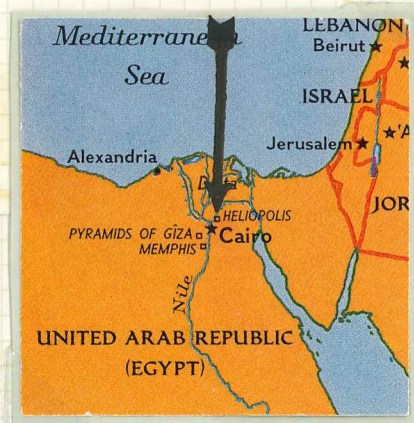 Mediterranean
Sea
LEBANON
Beirut
ISRAEL
Jerusalem
Alexandria
Delta
JOR
HELIOPOLIS
PYRAMIDS OF GÎZA
Cairo
MEMPHIS
Nile
UNITED ARAB REPUBLIC
(EGYPT)